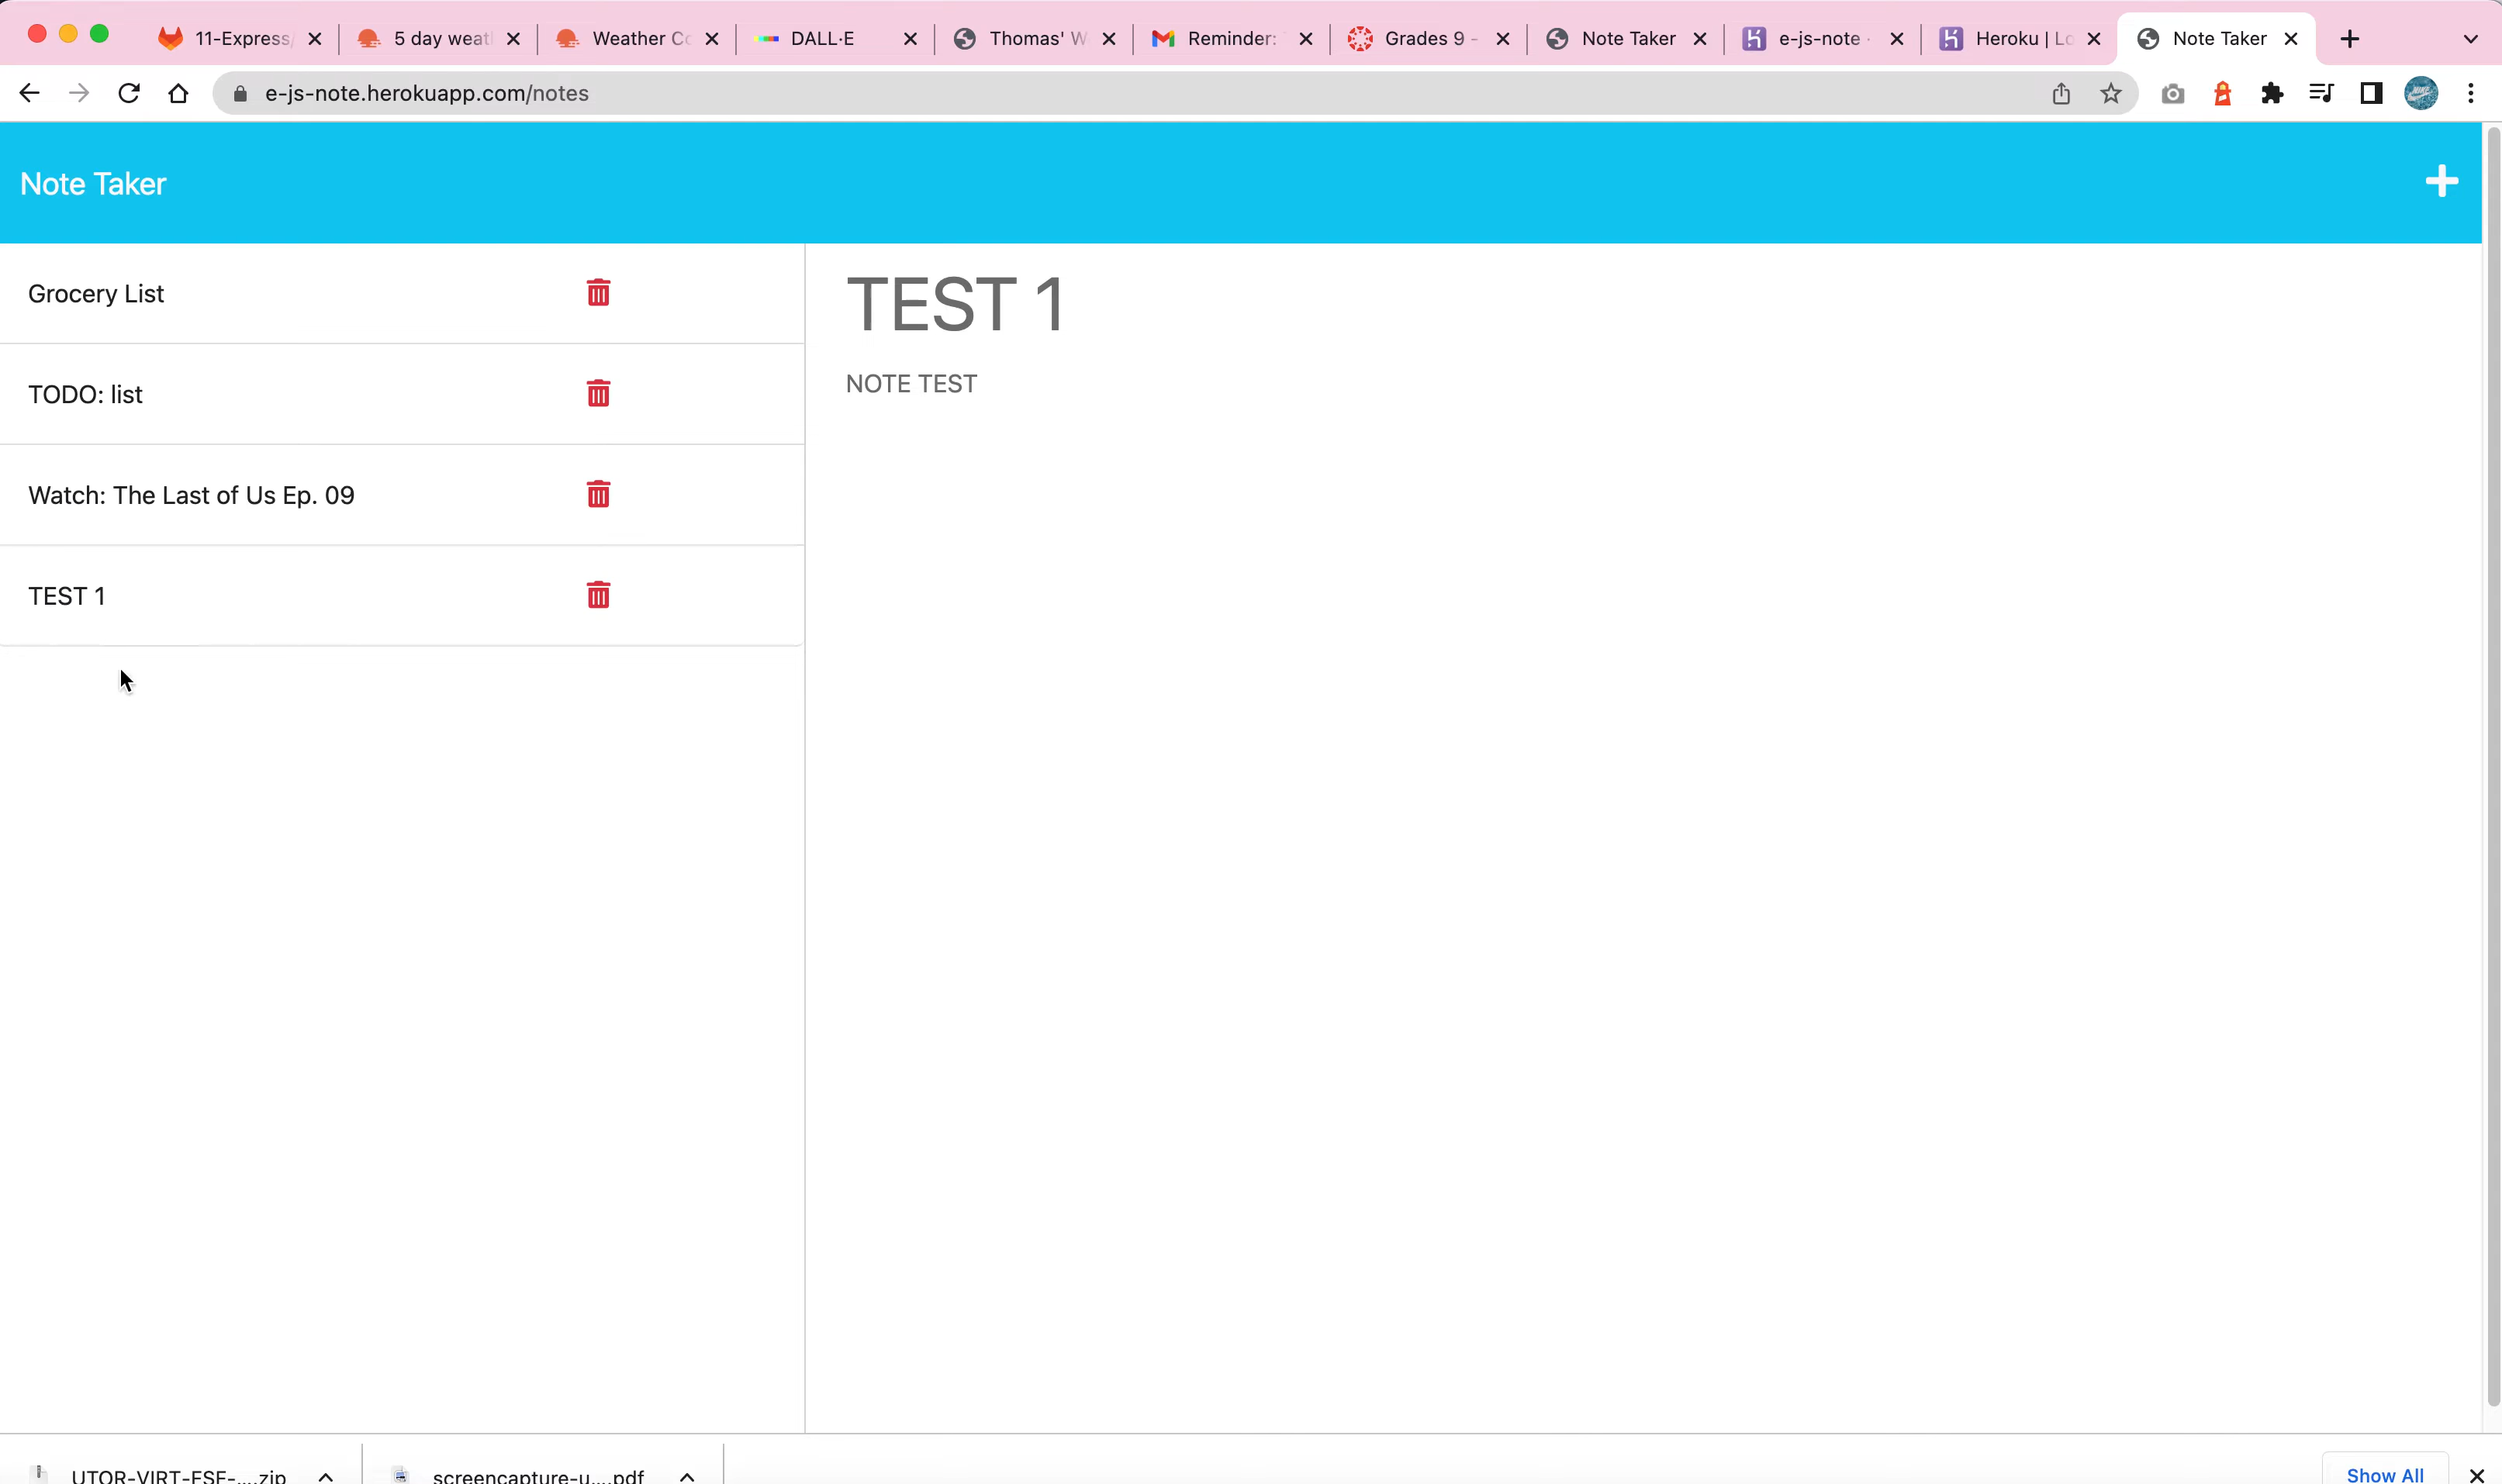 11-Express/
5 day weat
Weather Co
DALL·E
Thomas' W
Reminder:
Grades 9 -
Note Taker
e-js-note ·
Heroku | Lo
Note Taker
e-js-note.herokuapp.com/notes
Note Taker
Grocery List
TODO: list
Watch: The Last of Us Ep. 09
TEST 1
TEST 1
NOTE TEST
UTOR-VIRT-FSF-....zip
screencapture-u....pdf
Show All